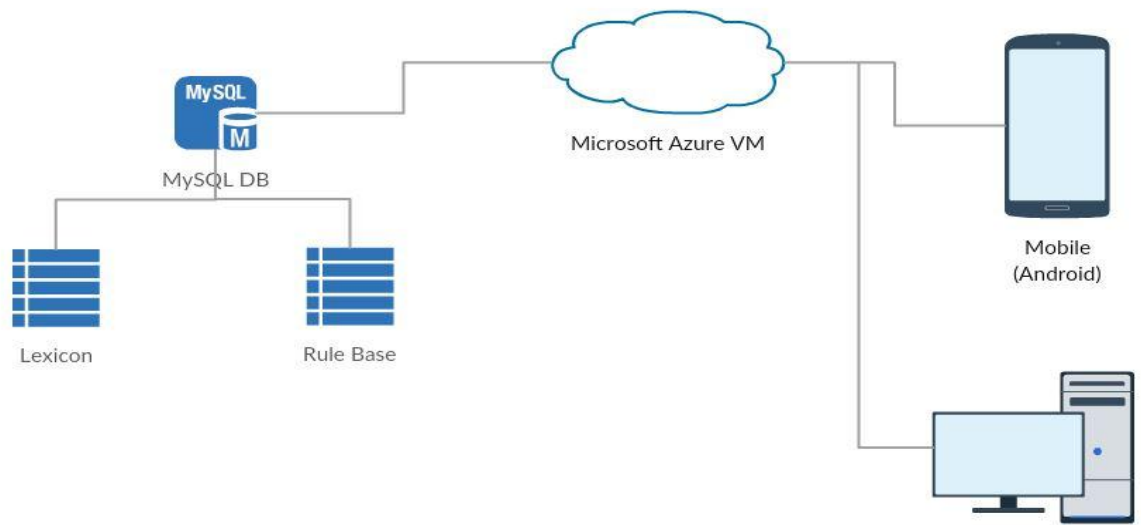 MySQL
M
MySQL DB
Microsoft Azure VM
Mobile
(Android)
Lexicon
Rule Base